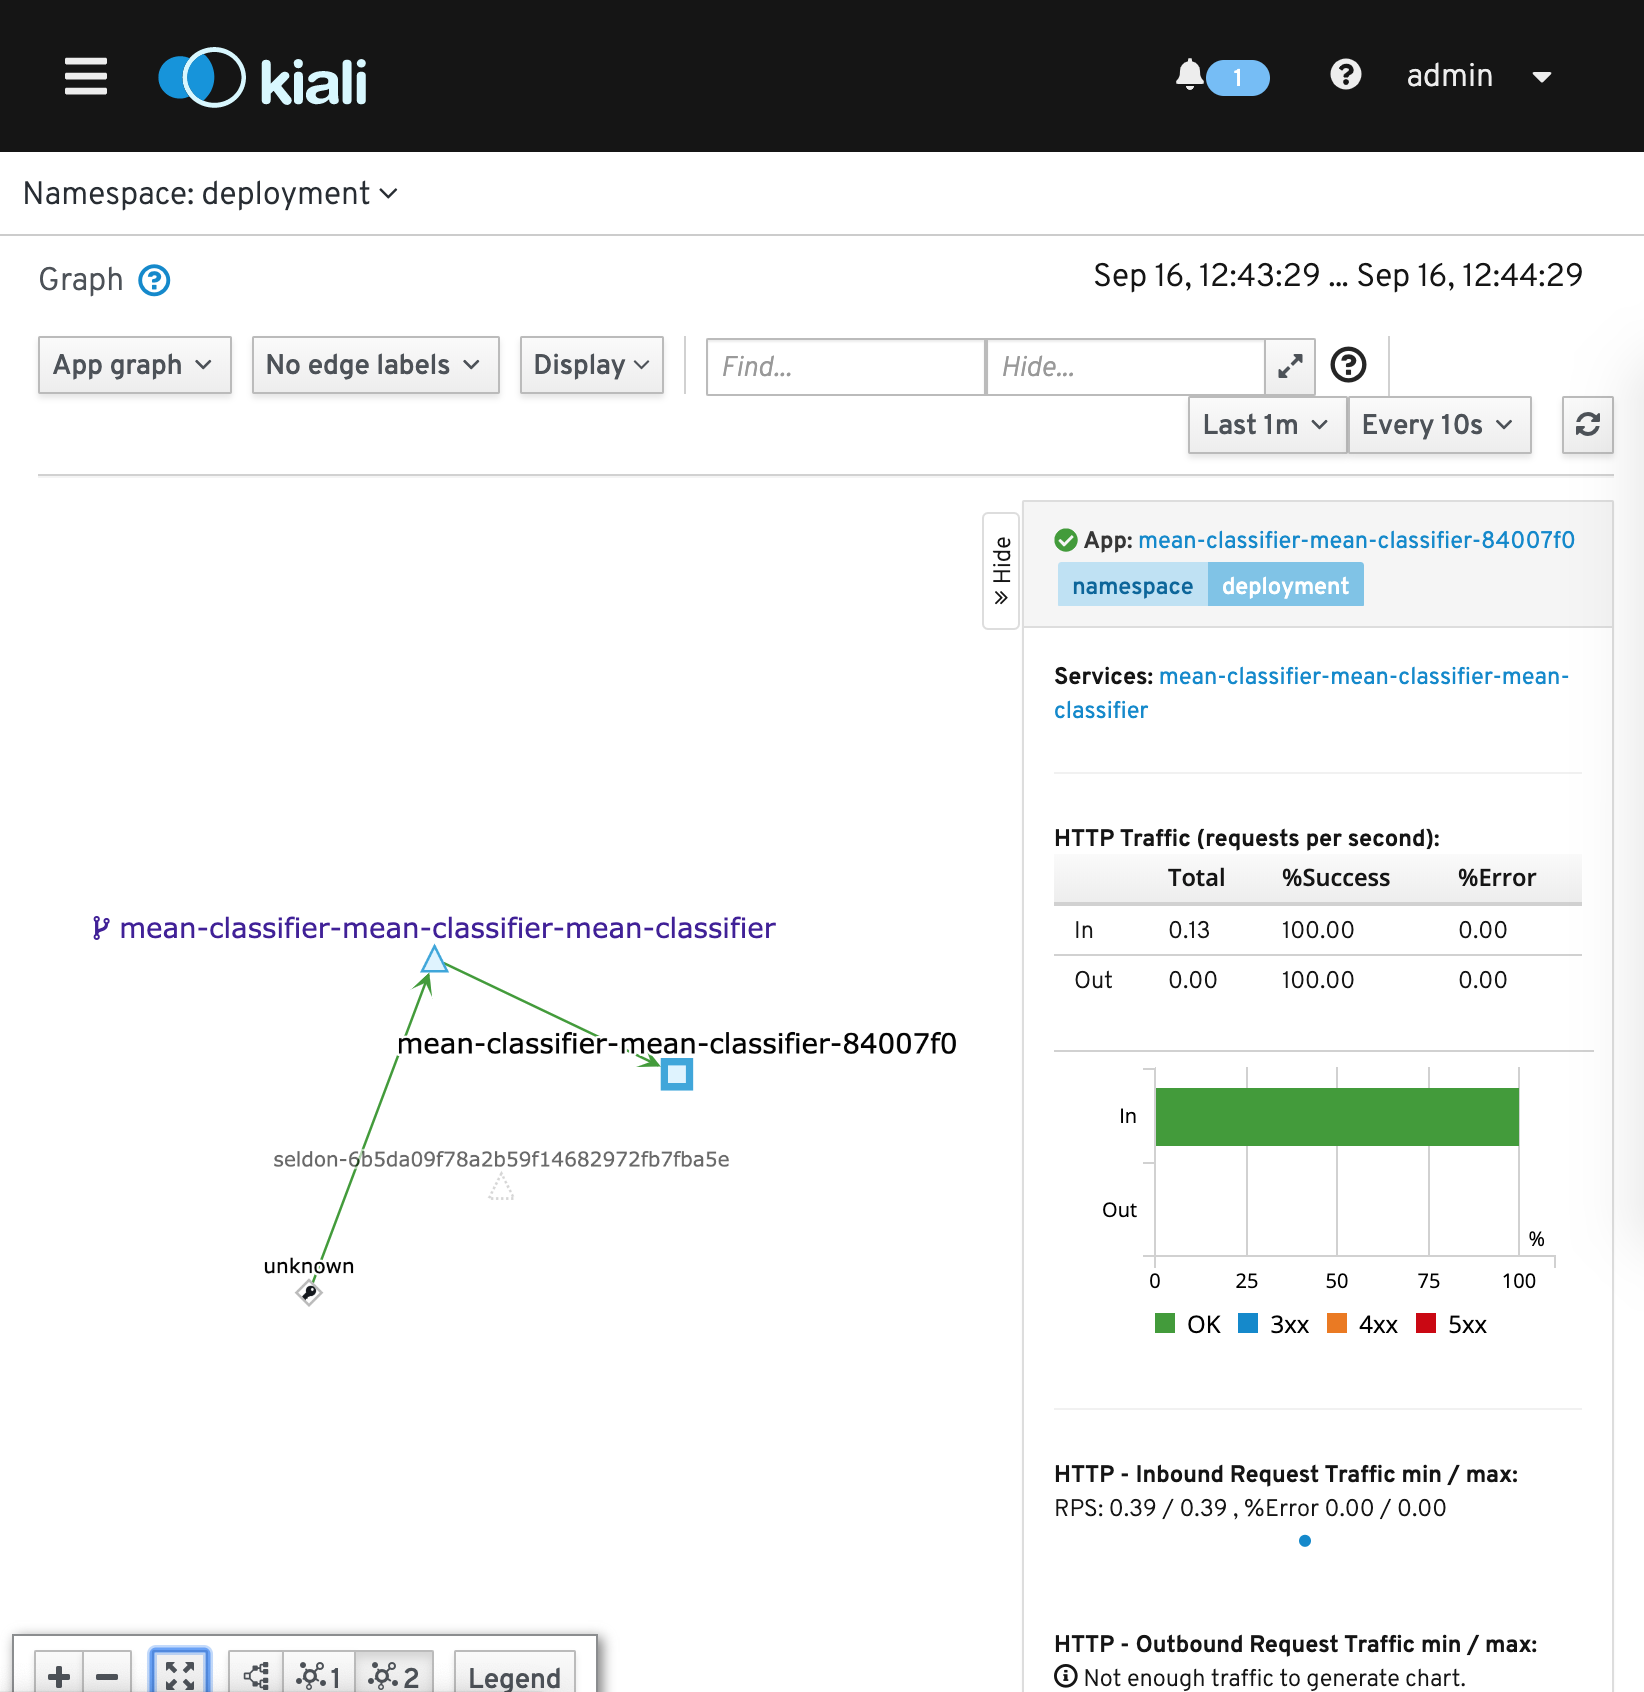 kiali
1
admin
Namespace: deployment
Graph
Sep 16, 12:43:29 ... Sep 16, 12:44:29
App graph
No edge labels
Display
Find...
Hide...
Last 1m
Every 10s
Hide
App: mean-classifier-mean-classifier-84007f0
namespace deployment
Services: mean-classifier-mean-classifier-mean-
classifier
HTTP Traffic (requests per second):
Total %Success %Error
In 0.13 100.00 0.00
Out 0.00 100.00 0.00
mean-classifier-mean-classifier-mean-classifier
mean-classifier-mean-classifier-84007f0
seldon-6b5da09f78a2b59f14682972fb7fba5e
unknown
In
Out
%
0 25 50 75 100
OK 3xx 4xx 5xx
HTTP - Inbound Request Traffic min / max:
RPS: 0.39 / 0.39 , %Error 0.00 / 0.00
HTTP - Outbound Request Traffic min / max:
Not enough traffic to generate chart.
1
2
Legend